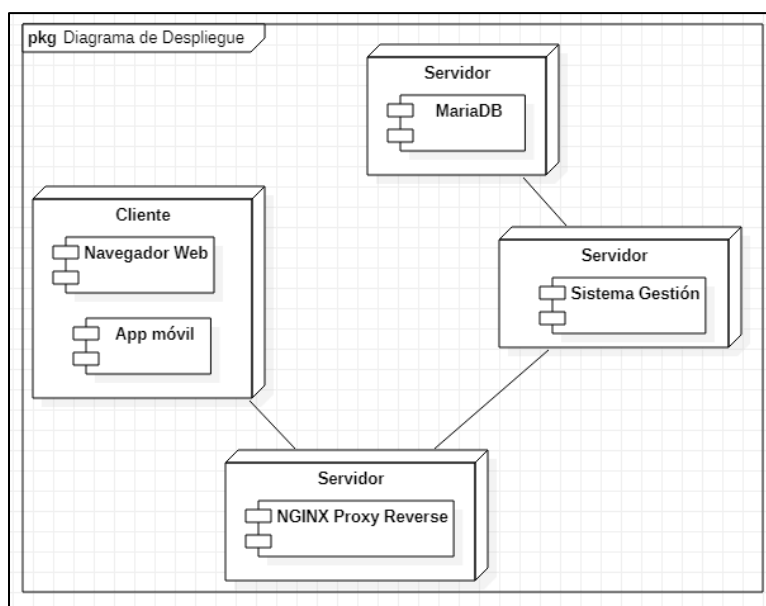 pkg Diagrama de Despliegue
Servidor
MariaDB
Cliente
Navegador Web
App móvil
Servidor
Sistema Gestión
Servidor
NGINX Proxy Reverse